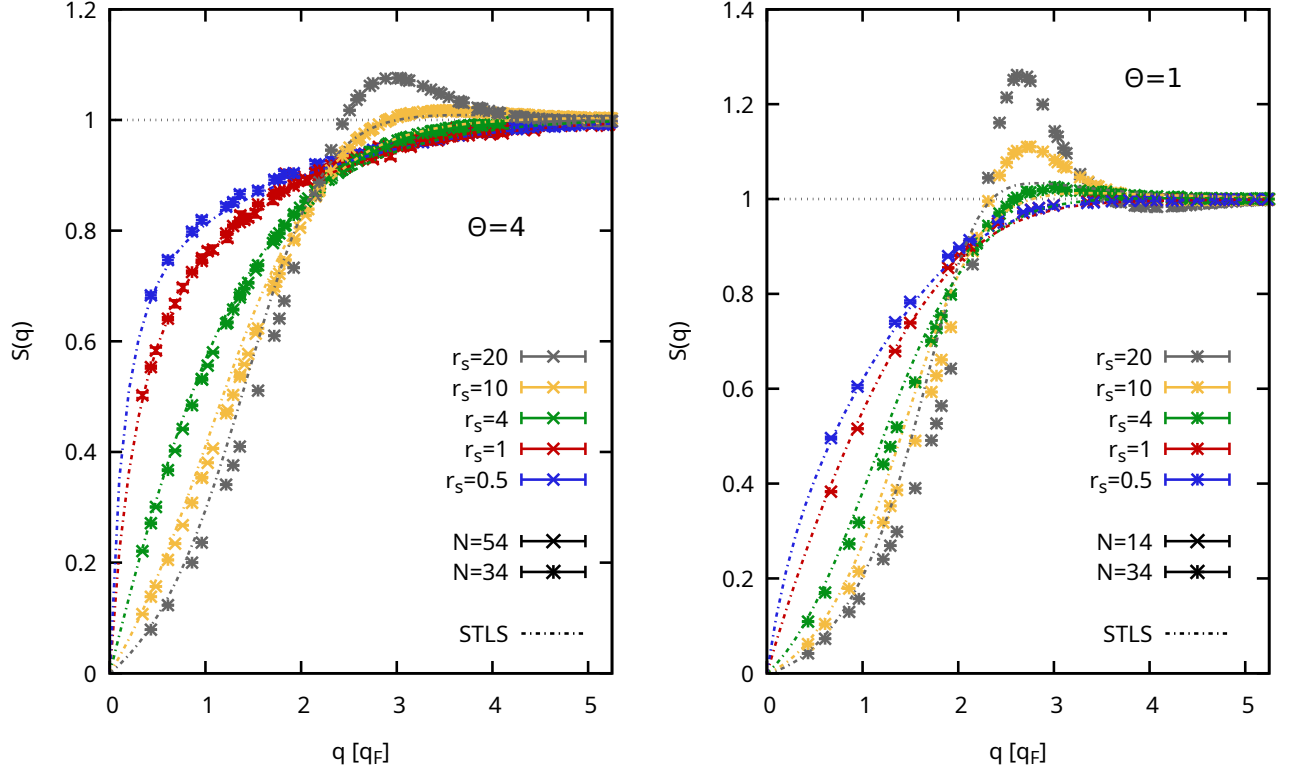 1.2
1
0.8
0.6
0.4
0.2
0
S(q)
Θ=4
r_s=20
r_s=10
r_s=4
r_s=1
r_s=0.5
N=54
N=34
STLS
0 1 2 3 4 5
q [q_F]
1.4
1.2
1
0.8
0.6
0.4
0.2
0
S(q)
Θ=1
r_s=20
r_s=10
r_s=4
r_s=1
r_s=0.5
N=14
N=34
STLS
0 1 2 3 4 5
q [q_F]